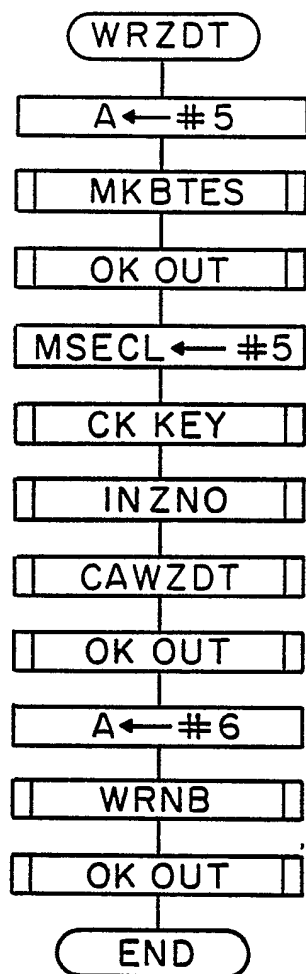 WRZDT
A ← #5
MKBTES
OK OUT
MSECL ← #5
CK KEY
INZNO
CAWZDT
OK OUT
A ← #6
WRNB
OK OUT
END